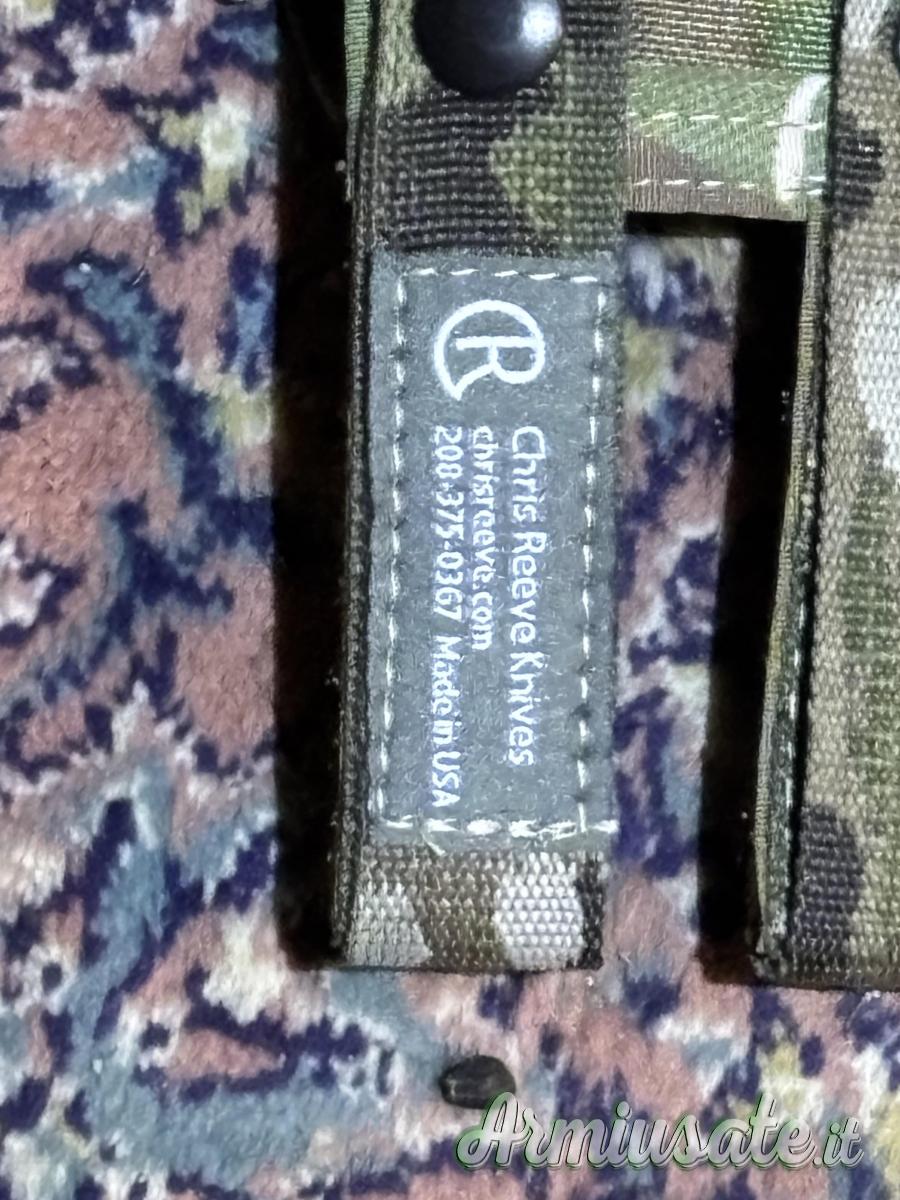 CR
Chris Reeve Knives
chrisreeve.com
208-375-0367 Made in USA
Armiusate.it